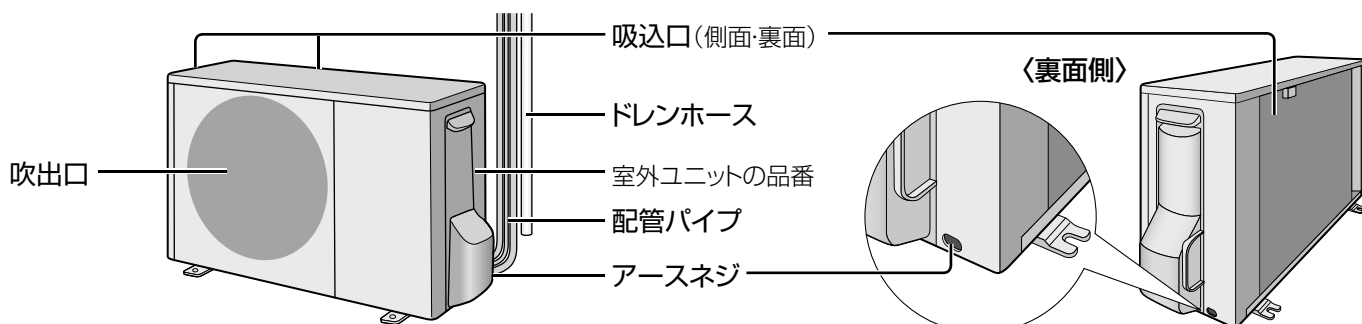 吸込口(側面・裏面)
〈裏面側〉
ドレンホース
吹出口
室外ユニットの品番
配管パイプ
アースネジ